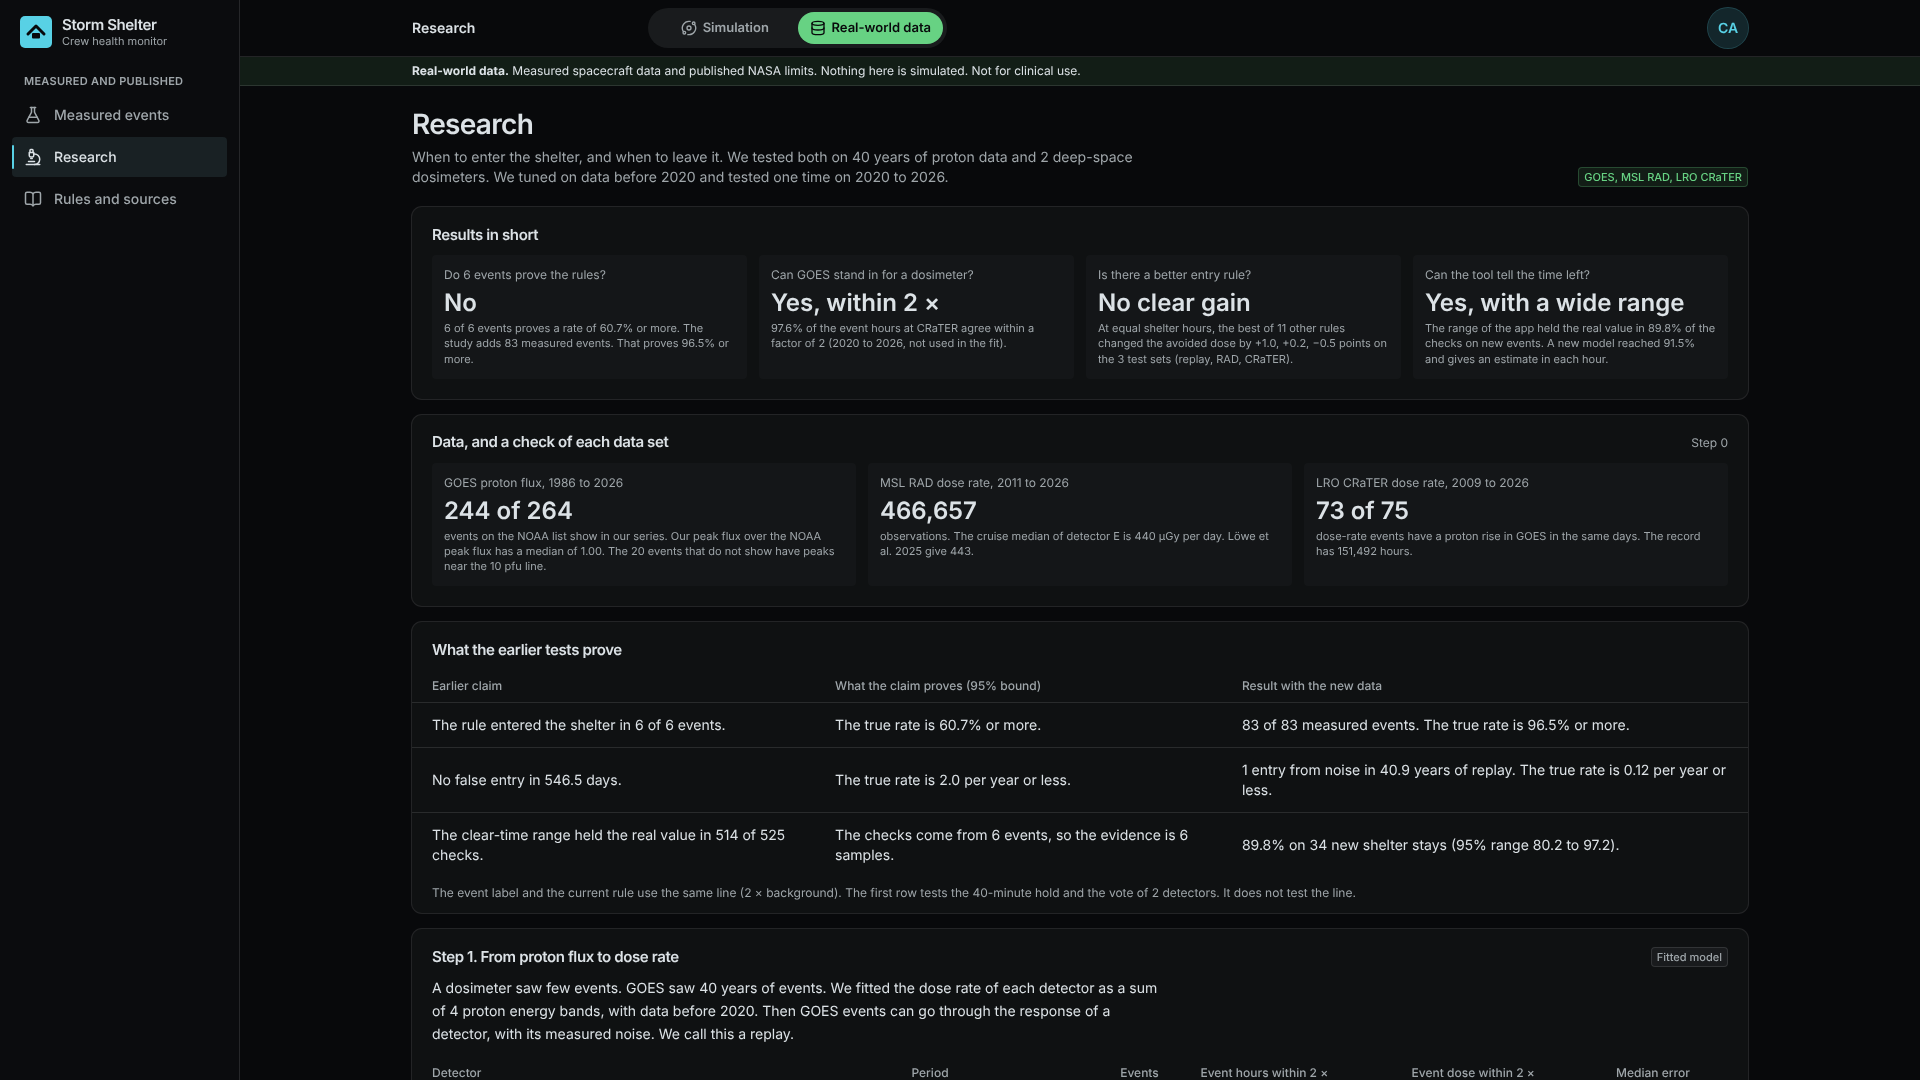 Storm Shelter
Crew health monitor
MEASURED AND PUBLISHED
Measured events
Research
Rules and sources
Research
Simulation
Real-world data
CA
Real-world data. Measured spacecraft data and published NASA limits. Nothing here is simulated. Not for clinical use.
Research
When to enter the shelter, and when to leave it. We tested both on 40 years of proton data and 2 deep-space
dosimeters. We tuned on data before 2020 and tested one time on 2020 to 2026.
GOES, MSL RAD, LRO CRaTER
Results in short
Do 6 events prove the rules?
No
6 of 6 events proves a rate of 60.7% or more. The
study adds 83 measured events. That proves 96.5% or
more.
Can GOES stand in for a dosimeter?
Yes, within 2 ×
97.6% of the event hours at CRaTER agree within a
factor of 2 (2020 to 2026, not used in the fit).
Is there a better entry rule?
No clear gain
At equal shelter hours, the best of 11 other rules
changed the avoided dose by +1.0, +0.2, −0.5 points on
the 3 test sets (replay, RAD, CRaTER).
Can the tool tell the time left?
Yes, with a wide range
The range of the app held the real value in 89.8% of the
checks on new events. A new model reached 91.5%
and gives an estimate in each hour.
Data, and a check of each data set
Step 0
GOES proton flux, 1986 to 2026
244 of 264
events on the NOAA list show in our series. Our peak flux over the NOAA
peak flux has a median of 1.00. The 20 events that do not show have peaks
near the 10 pfu line.
MSL RAD dose rate, 2011 to 2026
466,657
observations. The cruise median of detector E is 440 µGy per day. Löwe et
al. 2025 give 443.
LRO CRaTER dose rate, 2009 to 2026
73 of 75
dose-rate events have a proton rise in GOES in the same days. The record
has 151,492 hours.
What the earlier tests prove
Earlier claim
What the claim proves (95% bound)
Result with the new data
The rule entered the shelter in 6 of 6 events.
The true rate is 60.7% or more.
83 of 83 measured events. The true rate is 96.5% or more.
No false entry in 546.5 days.
The true rate is 2.0 per year or less.
1 entry from noise in 40.9 years of replay. The true rate is 0.12 per year or
less.
The clear-time range held the real value in 514 of 525
checks.
The checks come from 6 events, so the evidence is 6
samples.
89.8% on 34 new shelter stays (95% range 80.2 to 97.2).
The event label and the current rule use the same line (2 × background). The first row tests the 40-minute hold and the vote of 2 detectors. It does not test the line.
Step 1. From proton flux to dose rate
Fitted model
A dosimeter saw few events. GOES saw 40 years of events. We fitted the dose rate of each detector as a sum
of 4 proton energy bands, with data before 2020. Then GOES events can go through the response of a
detector, with its measured noise. We call this a replay.
Detector
Period
Events
Event hours within 2 ×
Event dose within 2 ×
Median error